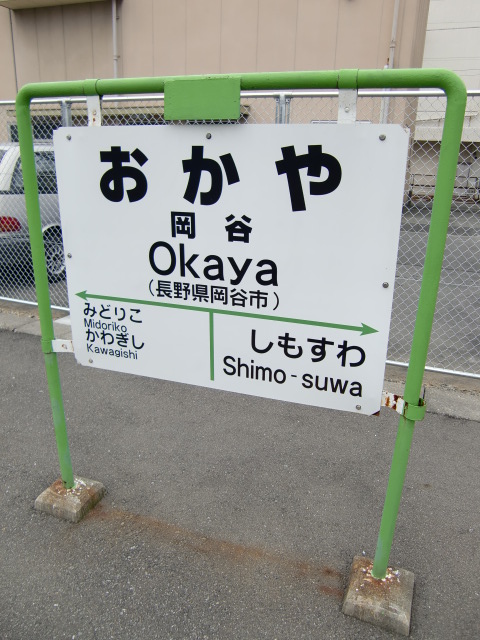 おかや
岡谷
Okaya
(長野県岡谷市)
みどりこ
Midoriko
かわぎし
Kawagishi
しもすわ
Shimo-suwa